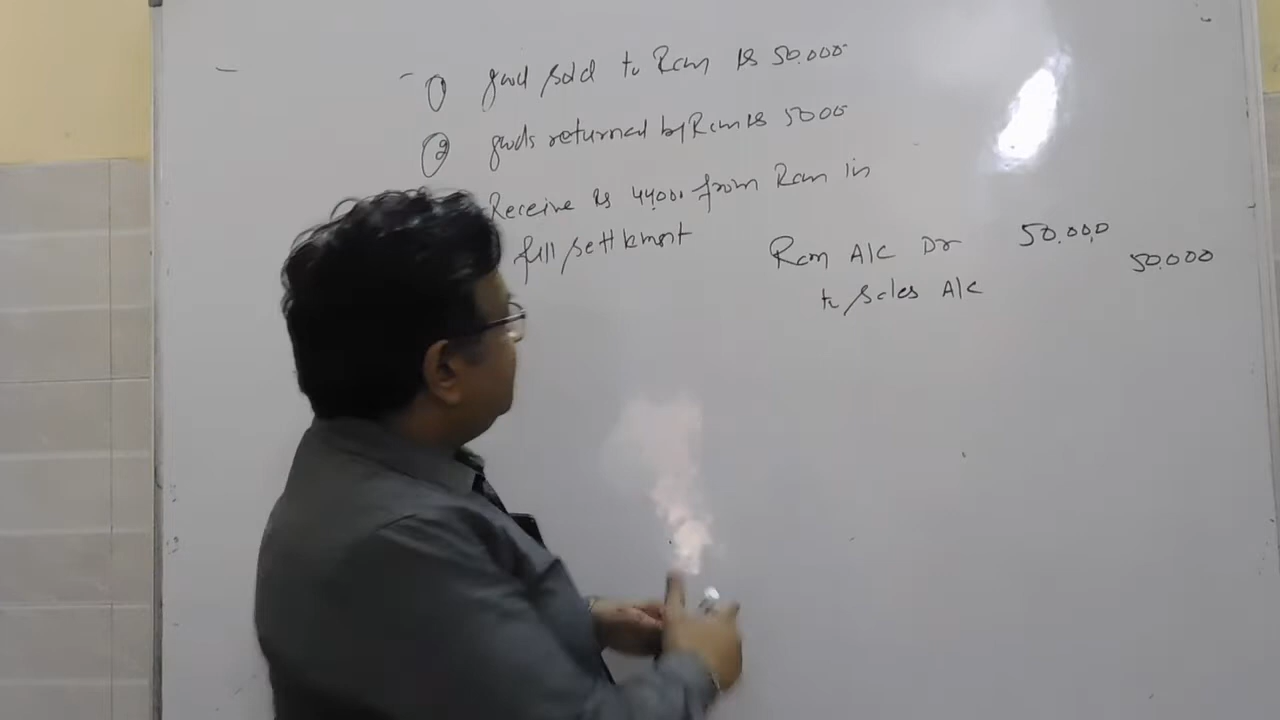 1) good sold to Ram Rs 50.000
2) goods returned by Ram Rs 5000
Receive Rs 44000 from Ram in
full settlement
Ram A/c Dr 50.000
to Sales A/c 50.000